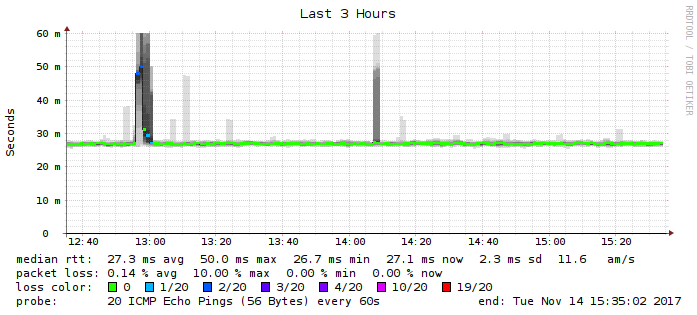 Last 3 Hours
RRDTOOL / TOBI OETIKER
Seconds
60 m
50 m
40 m
30 m
20 m
10 m
0
12:40 13:00 13:20 13:40 14:00 14:20 14:40 15:00 15:20
median rtt: 27.3 ms avg 50.0 ms max 26.7 ms min 27.1 ms now 2.3 ms sd 11.6 am/s
packet loss: 0.14 % avg 10.00 % max 0.00 % min 0.00 % now
loss color: 0 1/20 2/20 3/20 4/20 10/20 19/20
probe: 20 ICMP Echo Pings (56 Bytes) every 60s end: Tue Nov 14 15:35:02 2017